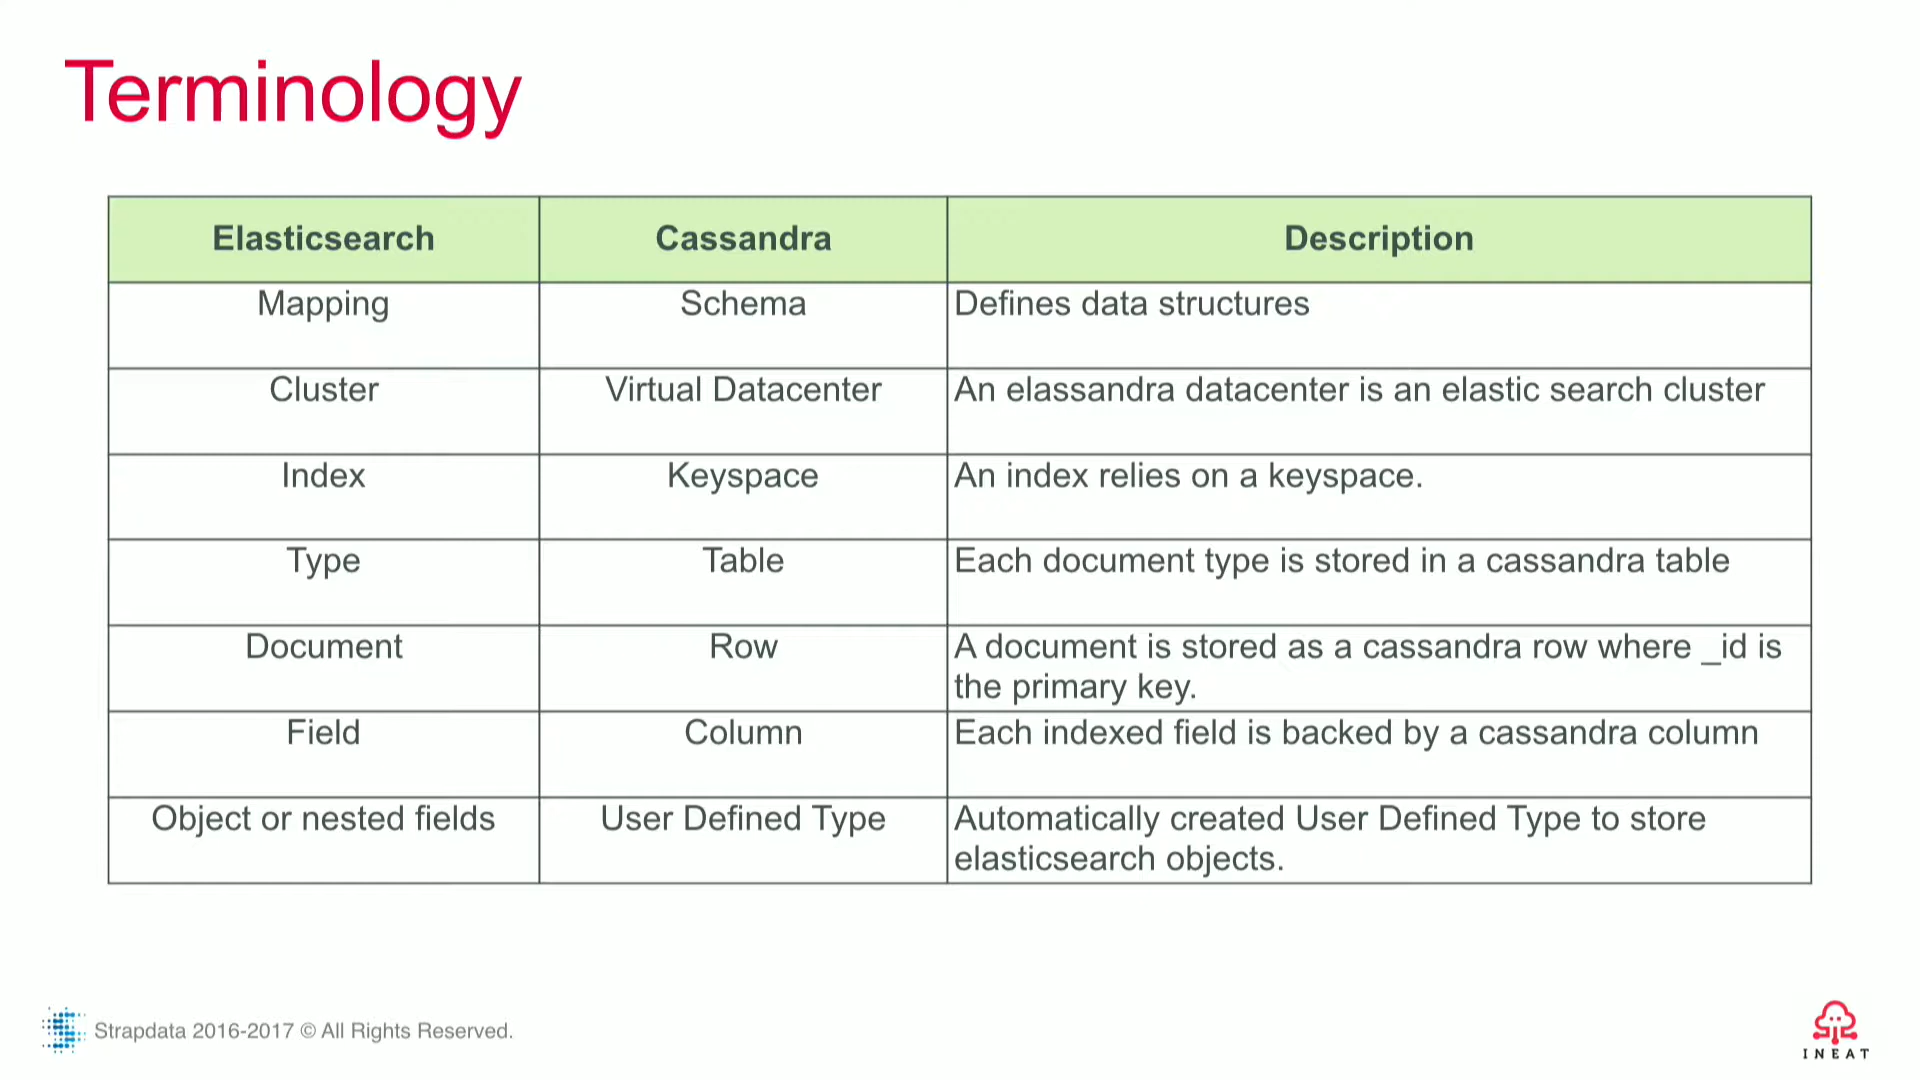 Terminology
Elasticsearch Cassandra Description
Mapping Schema Defines data structures
Cluster Virtual Datacenter An elassandra datacenter is an elastic search cluster
Index Keyspace An index relies on a keyspace.
Type Table Each document type is stored in a cassandra table
Document Row A document is stored as a cassandra row where _id is
the primary key.
Field Column Each indexed field is backed by a cassandra column
Object or nested fields User Defined Type Automatically created User Defined Type to store
elasticsearch objects.
Strapdata 2016-2017 © All Rights Reserved.
INEAT